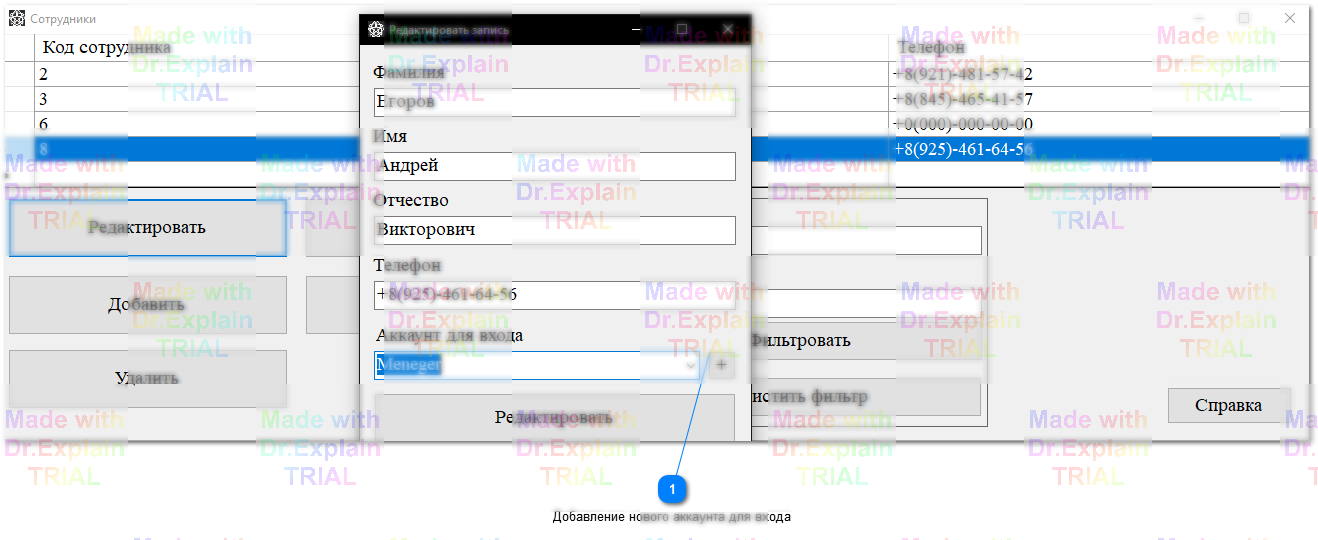 Сотрудники
Редактировать запись
Код сотрудника
Телефон
2
+8(921)-481-57-42
3
+8(845)-465-41-57
6
+0(000)-000-00-00
8
+8(925)-461-64-56
Фамилия
Егоров
Имя
Андрей
Отчество
Викторович
Телефон
+8(925)-461-64-56
Аккаунт для входа
Meneger
+
Редактировать
Редактировать
Добавить
Удалить
Фильтровать
истить фильтр
Справка
1
Добавление нового аккаунта для входа
Made with
Dr.Explain
TRIAL